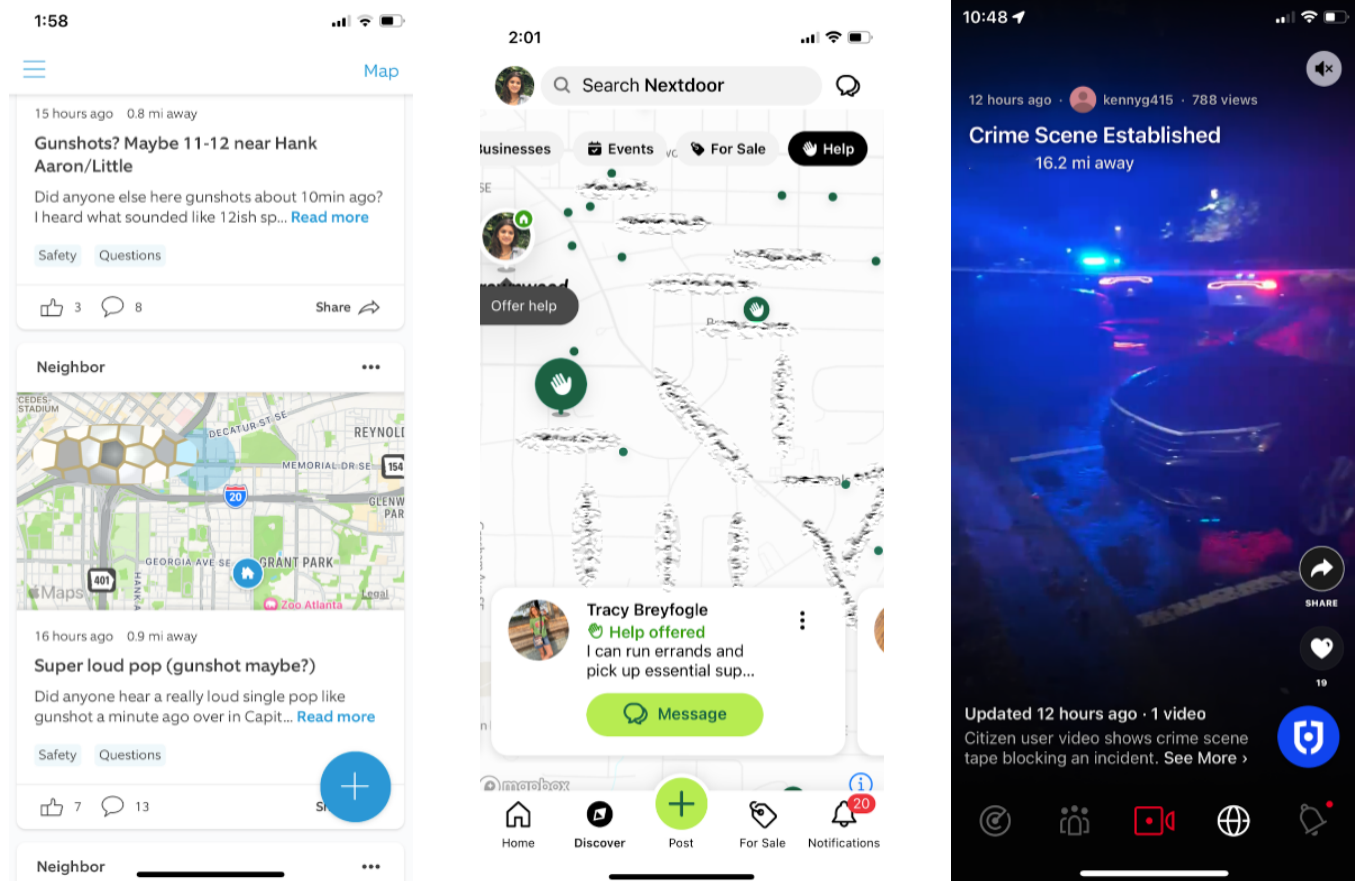 1:58
Map
15 hours ago 0.8 mi away
Gunshots? Maybe 11-12 near Hank
Aaron/Little
Did anyone else here gunshots about 10min ago?
I heard what sounded like 12ish sp... Read more
Safety Questions
3 8 Share
Neighbor
CEDES-
STADIUM
DECATUR ST SE
REYNOL
MEMORIAL DR SE
154
20
GLENW
PAR
GEORGIA AVE SE
GRANT PARK
401
HANK A
Maps
Legal
Zoo Atlanta
16 hours ago 0.9 mi away
Super loud pop (gunshot maybe?)
Did anyone hear a really loud single pop like
gunshot a minute ago over in Capit... Read more
Safety Questions
7 13
Neighbor
2:01
Search Nextdoor
Businesses Events For Sale Help
SE
Offer help
Tracy Breyfogle
Help offered
I can run errands and
pick up essential sup...
Message
mapbox
20
Home Discover Post For Sale Notifications
10:48
12 hours ago · kennyg415 · 788 views
Crime Scene Established
16.2 mi away
SHARE
19
Updated 12 hours ago · 1 video
Citizen user video shows crime scene
tape blocking an incident. See More ›